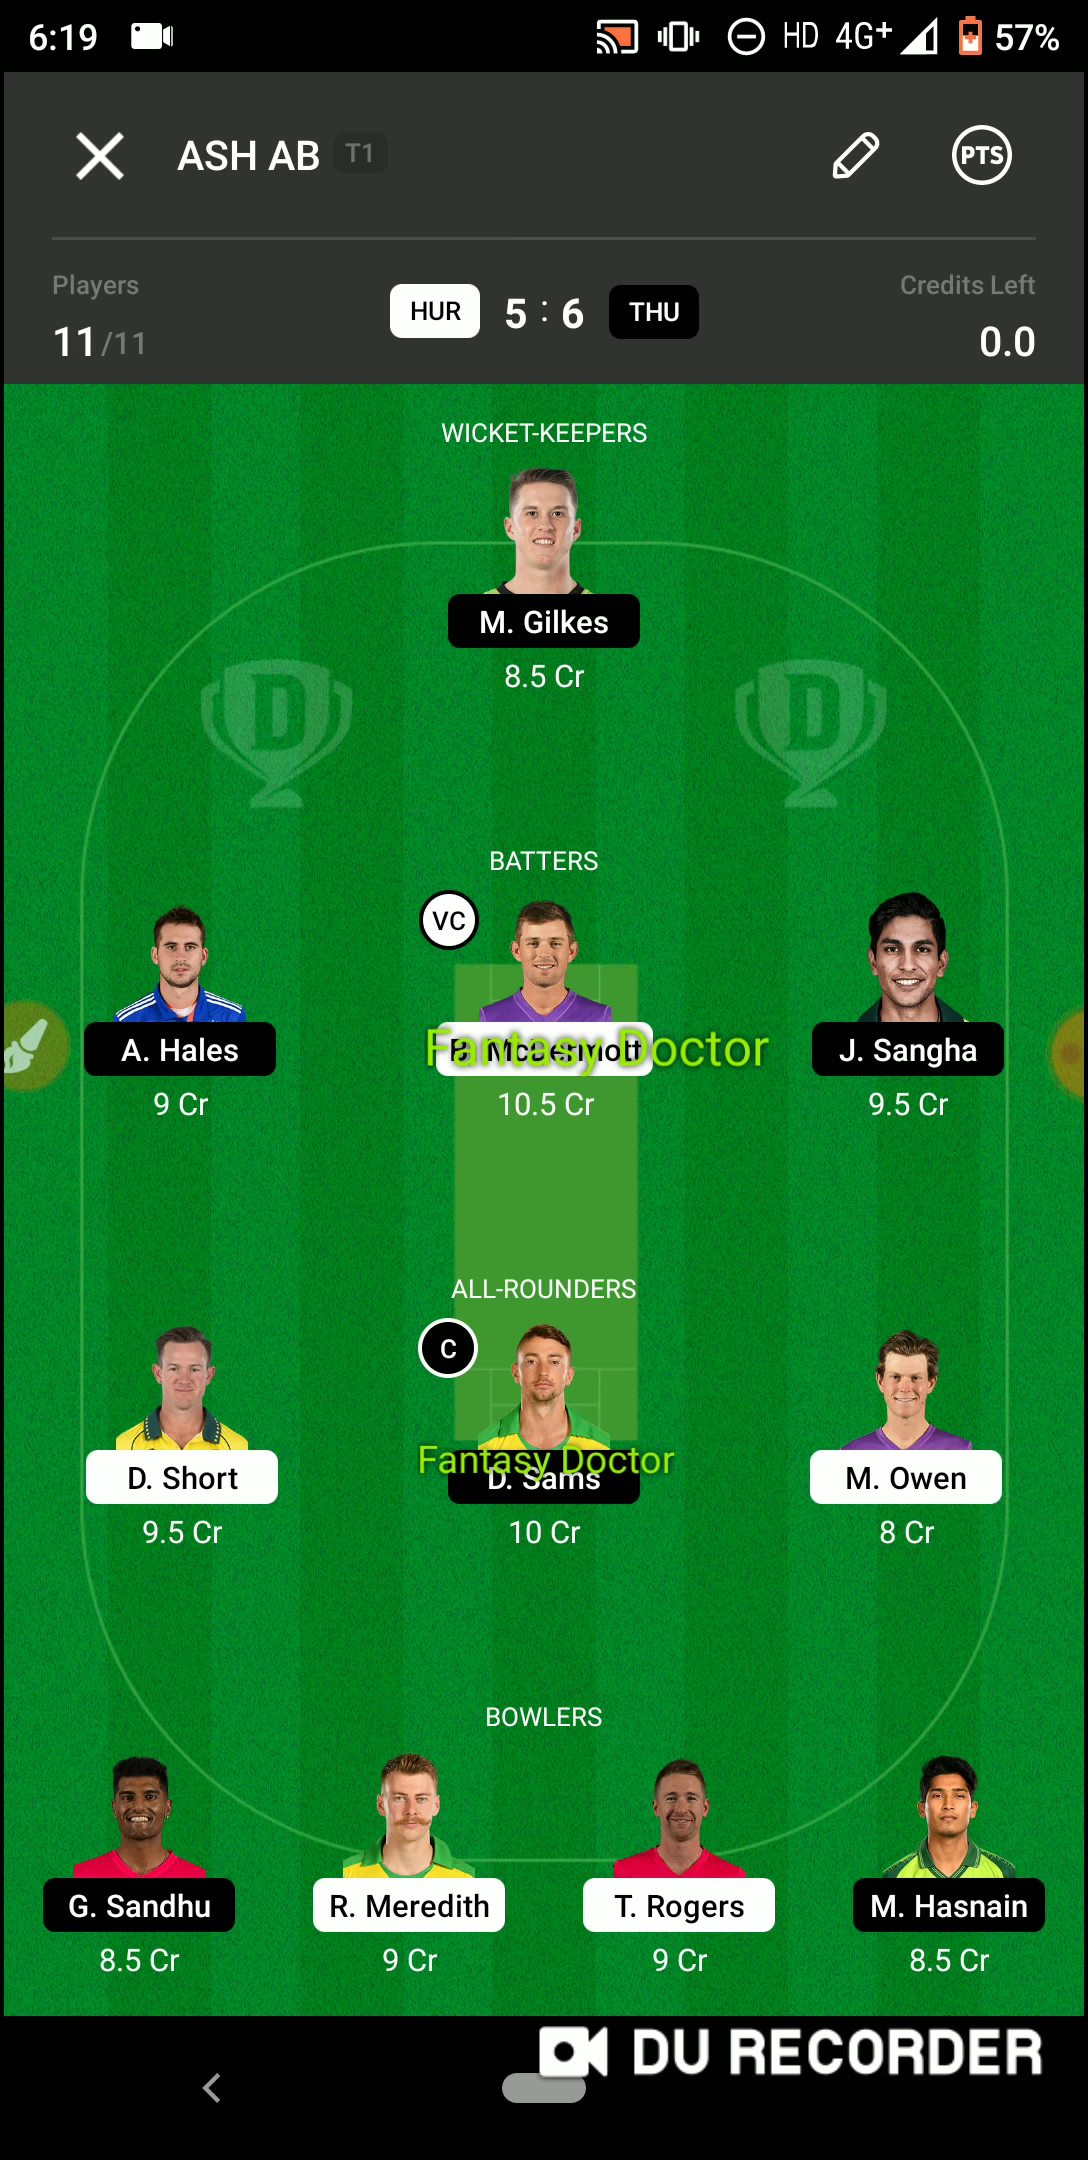 6:19 HD 4G+ 57%
ASH AB T1 PTS
Players Credits Left
11/11 HUR 5 : 6 THU 0.0
WICKET-KEEPERS
M. Gilkes
8.5 Cr
D D
BATTERS
VC
A. Hales B. McDermott J. Sangha
Fantasy Doctor
9 Cr 10.5 Cr 9.5 Cr
ALL-ROUNDERS
C
Fantasy Doctor
D. Short D. Sams M. Owen
9.5 Cr 10 Cr 8 Cr
BOWLERS
G. Sandhu R. Meredith T. Rogers M. Hasnain
8.5 Cr 9 Cr 9 Cr 8.5 Cr
DU RECORDER